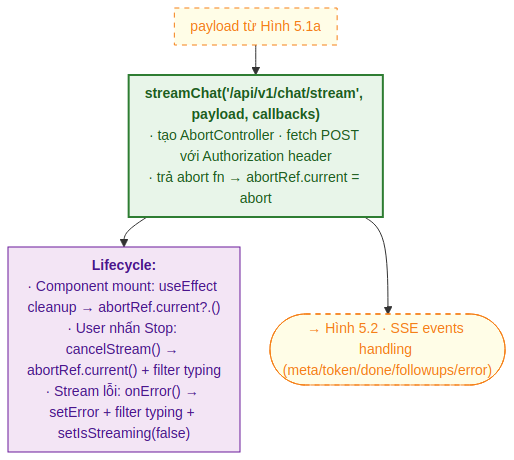 payload từ Hình 5.1a
streamChat('/api/v1/chat/stream',
payload, callbacks)
· tạo AbortController · fetch POST
với Authorization header
· trả abort fn → abortRef.current =
abort
Lifecycle:
· Component mount: useEffect
cleanup → abortRef.current?.()
· User nhấn Stop:
cancelStream() →
abortRef.current() + filter typing
· Stream lỗi: onError() →
setError + filter typing +
setIsStreaming(false)
→ Hình 5.2 · SSE events
handling
(meta/token/done/followups/error)